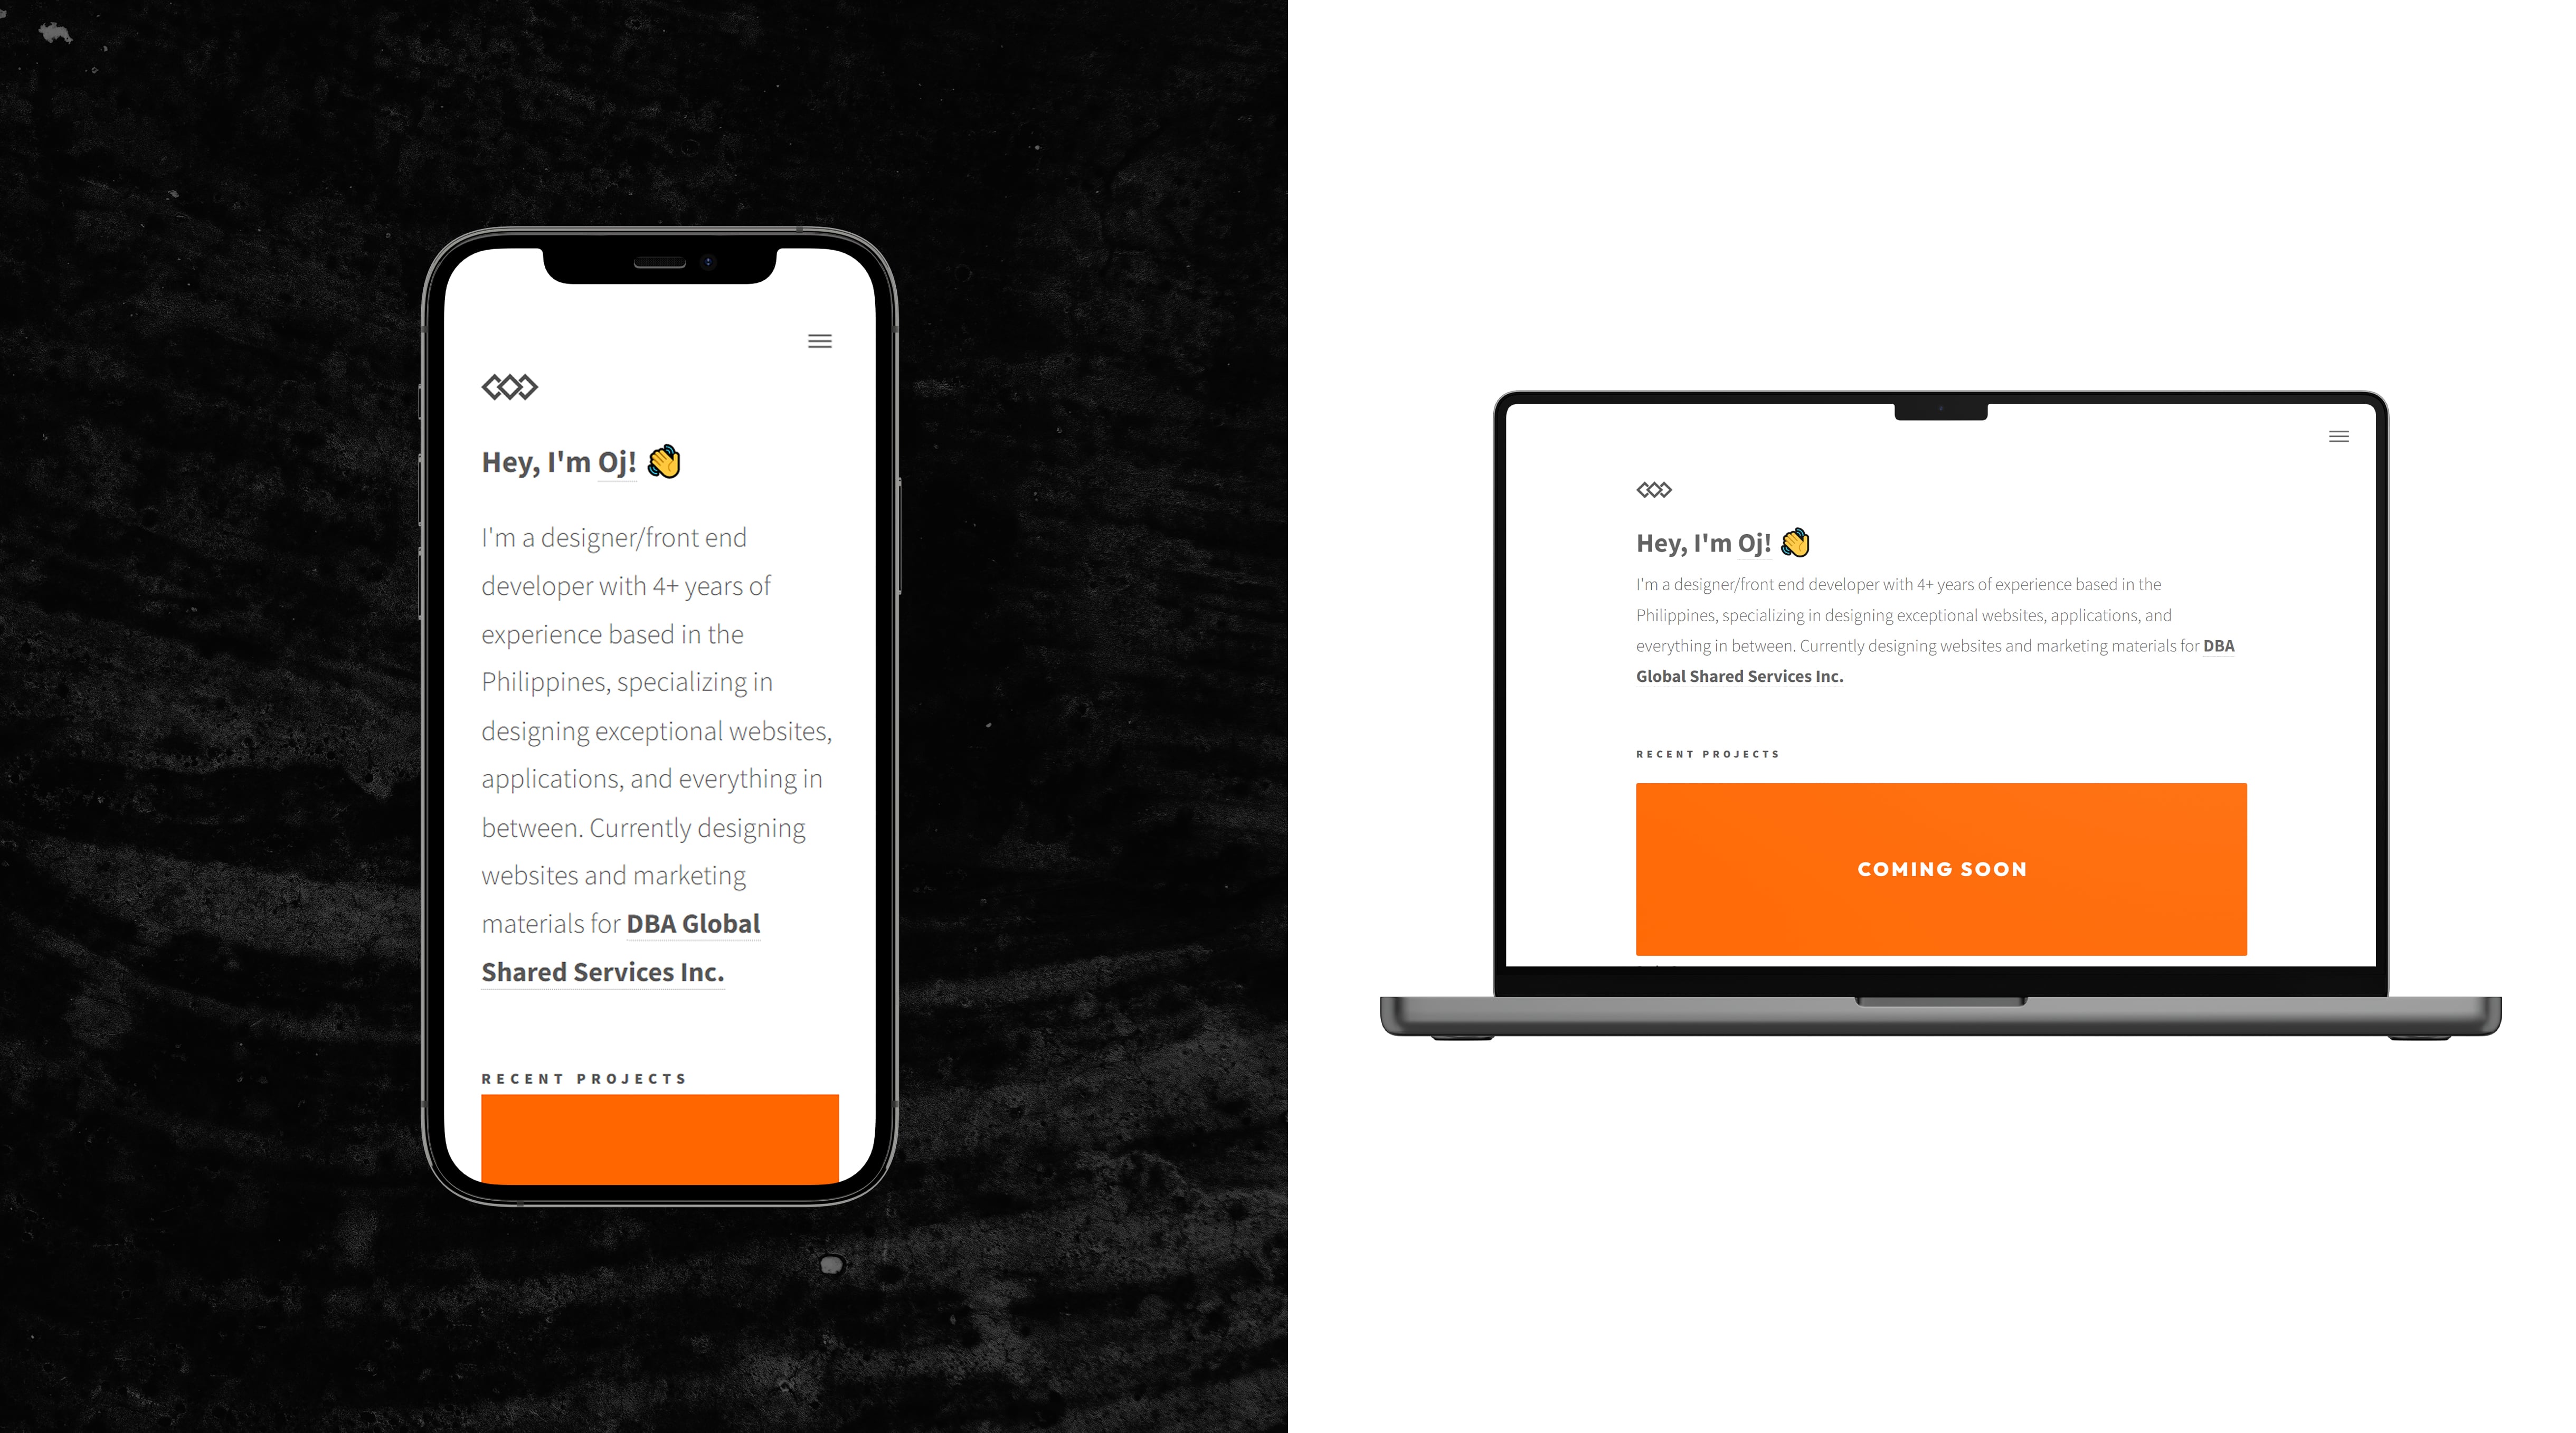 Hey, I'm Oj! 👋
I'm a designer/front end
developer with 4+ years of
experience based in the
Philippines, specializing in
designing exceptional websites,
applications, and everything in
between. Currently designing
websites and marketing
materials for DBA Global
Shared Services Inc.
RECENT PROJECTS
Hey, I'm Oj! 👋
I'm a designer/front end developer with 4+ years of experience based in the
Philippines, specializing in designing exceptional websites, applications, and
everything in between. Currently designing websites and marketing materials for DBA
Global Shared Services Inc.
RECENT PROJECTS
COMING SOON